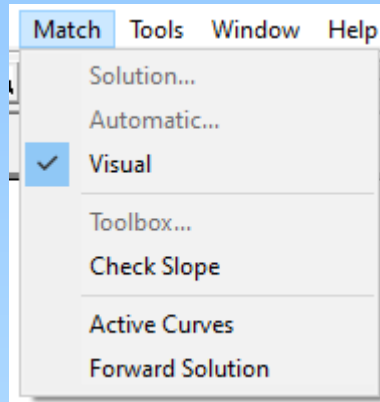 Match Tools Window Help
Solution...
Automatic...
Visual
Toolbox...
Check Slope
Active Curves
Forward Solution